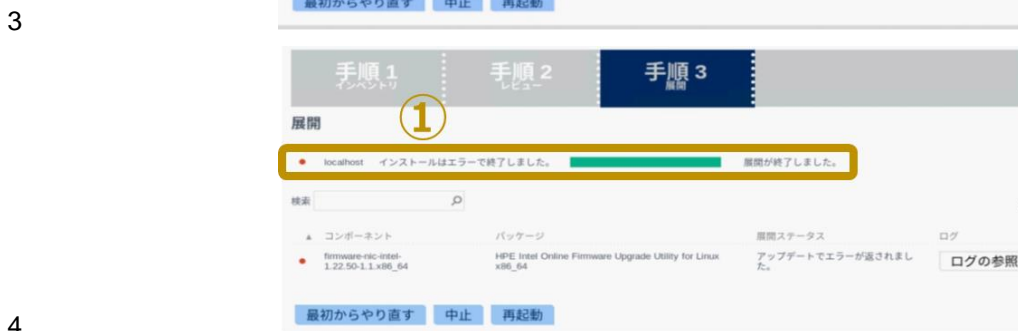 3
最初からやり直す 中止 再起動
手順 1 手順 2 手順 3
インベントリ レビュー 展開
展開
①
localhost インストールはエラーで終了しました。 展開が終了しました。
検索
コンポーネント パッケージ 展開ステータス ログ
firmware-nic-intel- HPE Intel Online Firmware Upgrade Utility for Linux アップデートでエラーが返されまし ログの参照
1.22.50-1.1.x86_64 x86_64 た。
最初からやり直す 中止 再起動
4